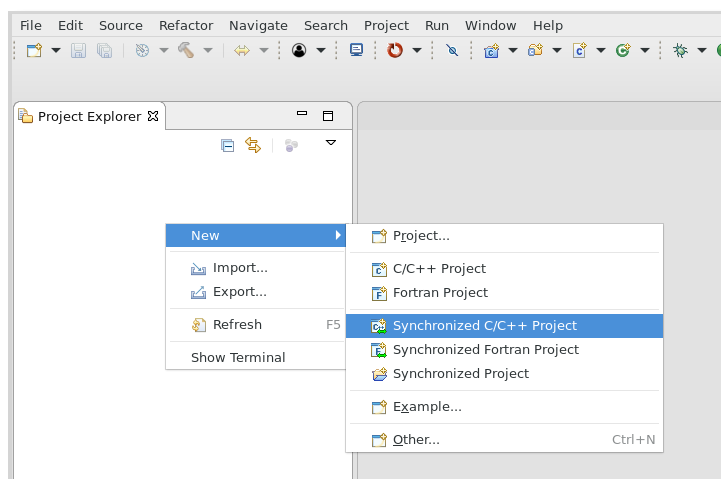 File Edit Source Refactor Navigate Search Project Run Window Help
Project Explorer
New
Import...
Export...
Refresh F5
Show Terminal
Project...
C/C++ Project
Fortran Project
Synchronized C/C++ Project
Synchronized Fortran Project
Synchronized Project
Example...
Other... Ctrl+N